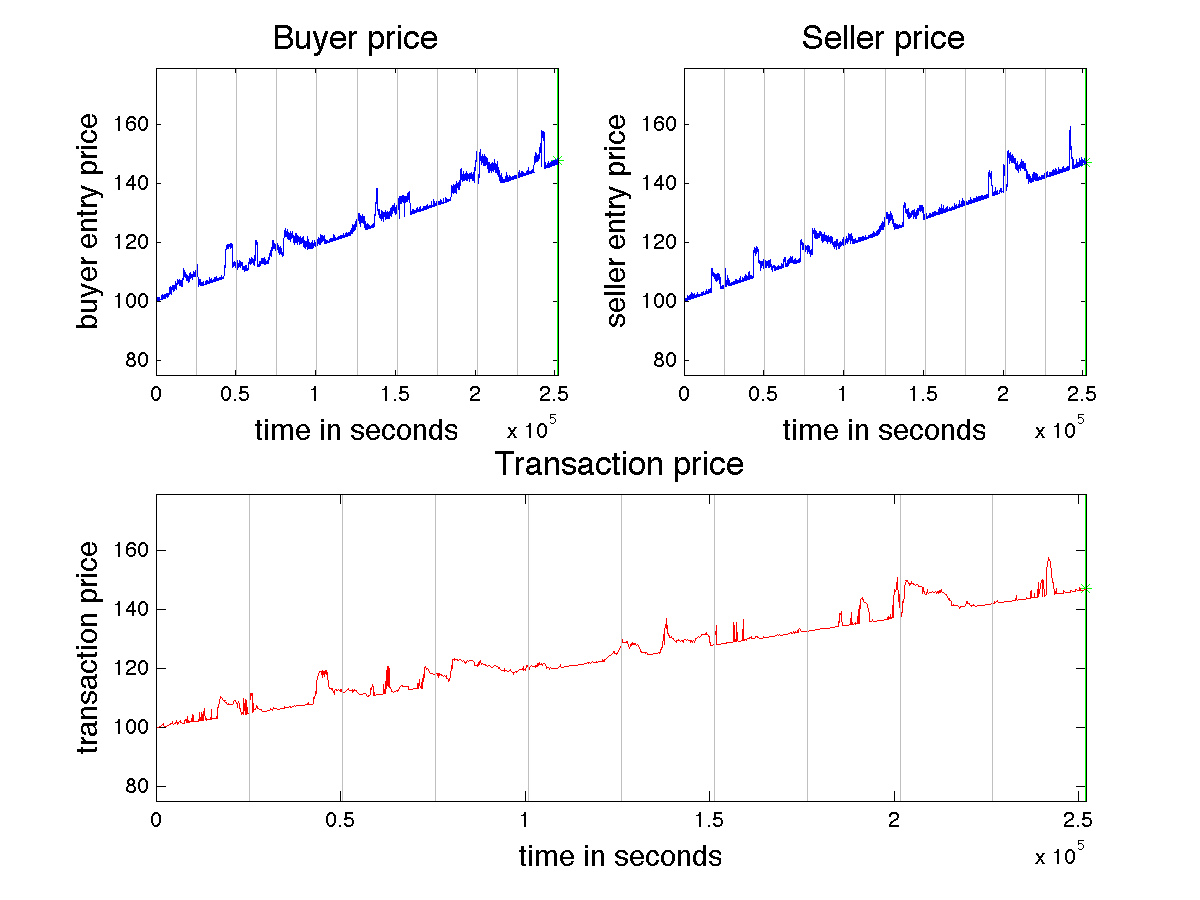 Buyer price
buyer entry price
160
140
120
100
80
0 0.5 1 1.5 2 2.5
x 10^5
time in seconds
Seller price
seller entry price
160
140
120
100
80
0 0.5 1 1.5 2 2.5
x 10^5
time in seconds
Transaction price
transaction price
160
140
120
100
80
0 0.5 1 1.5 2 2.5
x 10^5
time in seconds